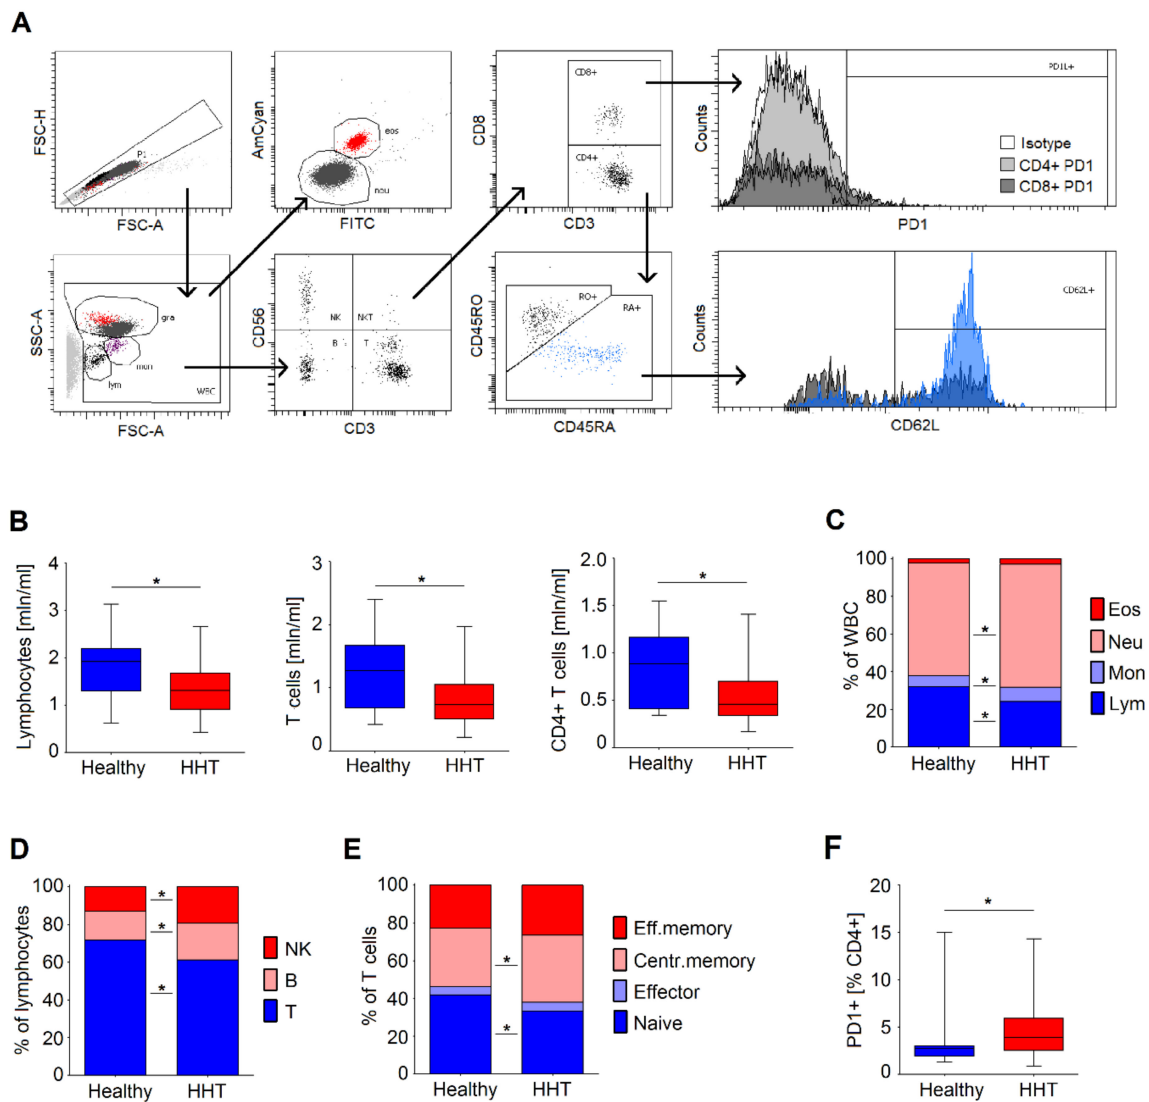 A
FSC-H
P1
FSC-A
AmCyan
eos
nou
FITC
CD8
CD8+
CD4+
CD3
Counts
PD1L+
Isotype
CD4+ PD1
CD8+ PD1
PD1
SSC-A
gra
mon
lym
WBC
FSC-A
CD56
NK
NKT
B
T
CD3
CD45RO
RO+
RA+
CD45RA
Counts
CD62L+
CD62L
B
Lymphocytes [mln/ml]
4
3
2
1
0
*
Healthy
HHT
T cells [mln/ml]
3
2
1
0
*
Healthy
HHT
CD4+ T cells [mln/ml]
2.0
1.5
1.0
0.5
0
*
Healthy
HHT
C
% of WBC
100
80
60
40
20
0
*
*
*
Healthy
HHT
Eos
Neu
Mon
Lym
D
% of lymphocytes
100
80
60
40
20
0
*
*
*
Healthy
HHT
NK
B
T
E
% of T cells
100
80
60
40
20
0
*
*
Healthy
HHT
Eff.memory
Centr.memory
Effector
Naive
F
PD1+ [% CD4+]
20
15
10
5
0
*
Healthy
HHT